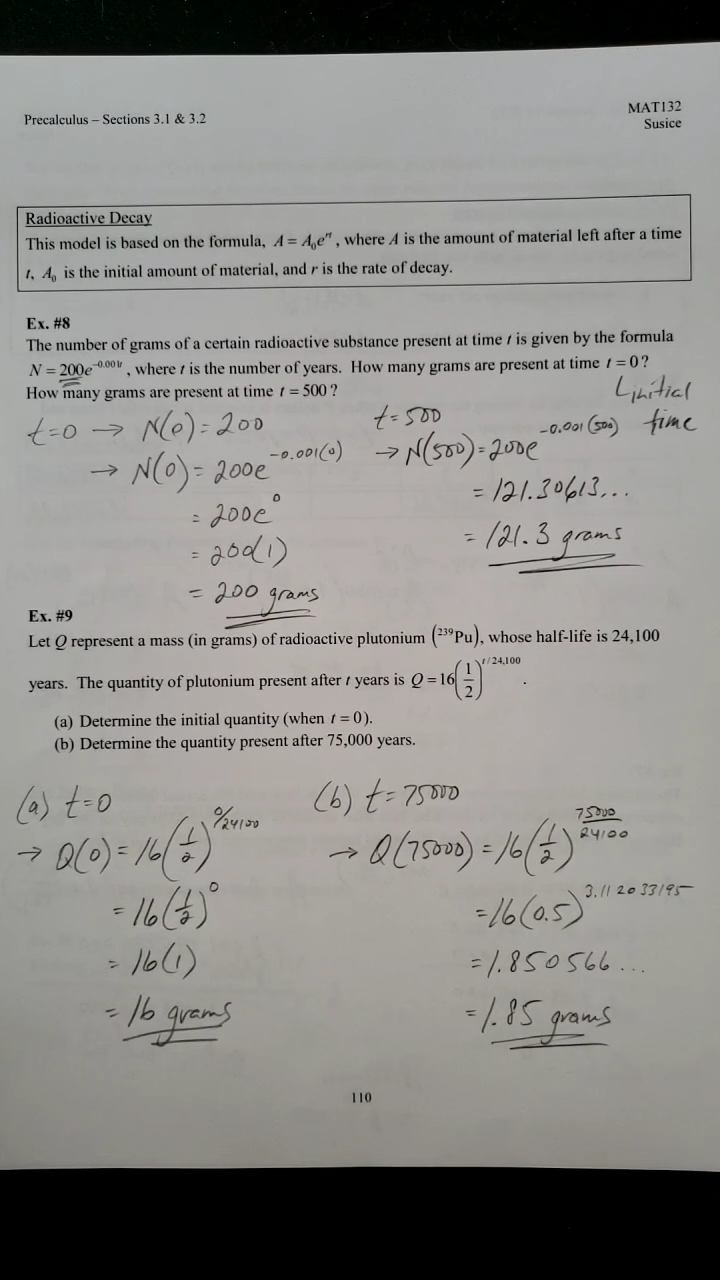 Precalculus – Sections 3.1 & 3.2
MAT132
Susice
Radioactive Decay
This model is based on the formula, A = A₀e^rt, where A is the amount of material left after a time
t, A₀ is the initial amount of material, and r is the rate of decay.
Ex. #8
The number of grams of a certain radioactive substance present at time t is given by the formula
N = 200e^-0.001t, where t is the number of years. How many grams are present at time t = 0?
How many grams are present at time t = 500?
initial
time
t=0 → N(0) = 200
→ N(0) = 200e^-0.001(0)
= 200e^0
= 200(1)
= 200 grams
t=500
→ N(500) = 200e^-0.001(500)
= 121.30613...
= 121.3 grams
Ex. #9
Let Q represent a mass (in grams) of radioactive plutonium (²³⁹Pu), whose half-life is 24,100
years. The quantity of plutonium present after t years is Q = 16(1/2)^t/24,100.
(a) Determine the initial quantity (when t = 0).
(b) Determine the quantity present after 75,000 years.
(a) t=0
→ Q(0) = 16(1/2)^0/24100
= 16(1/2)^0
= 16(1)
= 16 grams
(b) t = 75000
→ Q(75000) = 16(1/2)^75000/24100
= 16(0.5)^3.112033195
= 1.850566...
= 1.85 grams
110